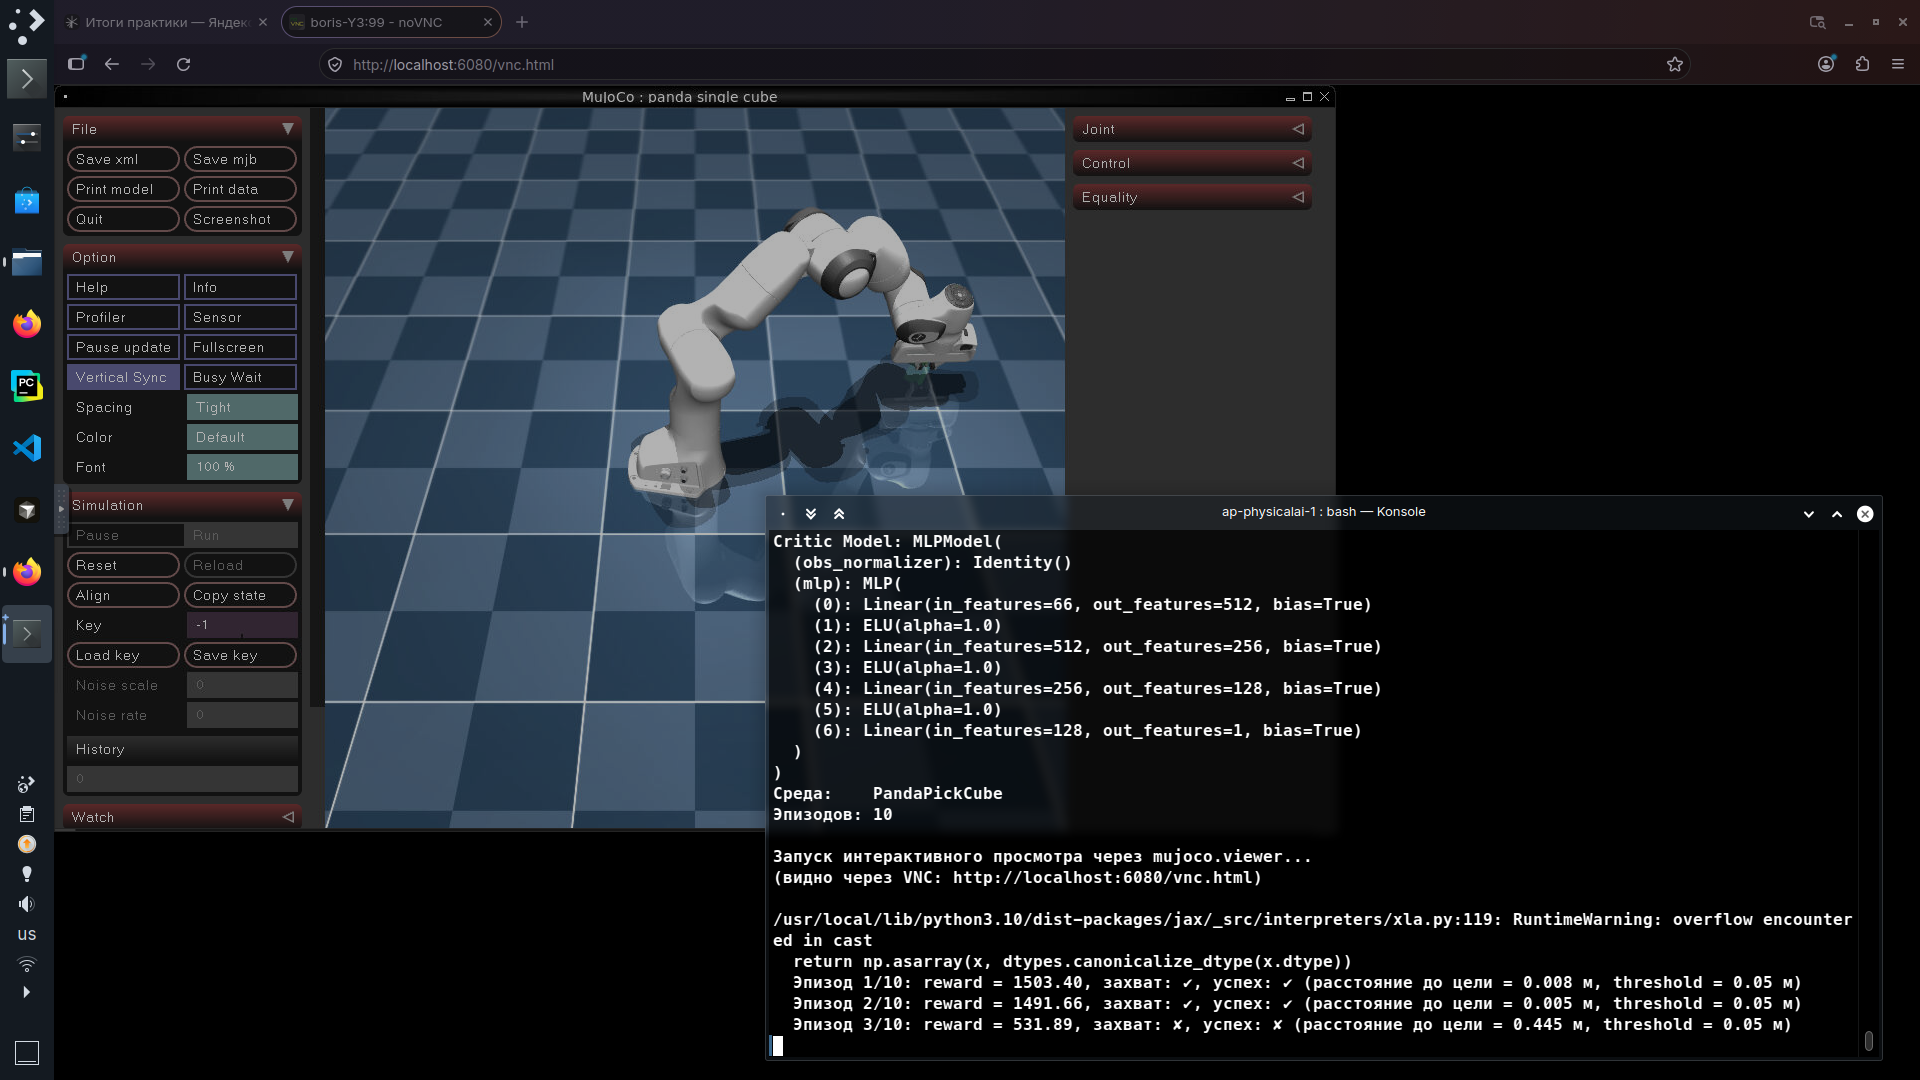 Итоги практики — Яндек
boris-Y3:99 - noVNC
http://localhost:6080/vnc.html
MuJoCo : panda single cube
File
Save xml
Save mjb
Print model
Print data
Quit
Screenshot
Option
Help
Info
Profiler
Sensor
Pause update
Fullscreen
Vertical Sync
Busy Wait
Spacing
Tight
Color
Default
Font
100 %
Simulation
Pause
Run
Reset
Reload
Align
Copy state
Key
-1
Load key
Save key
Noise scale
0
Noise rate
0
History
0
Watch
Joint
Control
Equality
PC
us
ap-physicalai-1 : bash — Konsole
Critic Model: MLPModel(
(obs_normalizer): Identity()
(mlp): MLP(
(0): Linear(in_features=66, out_features=512, bias=True)
(1): ELU(alpha=1.0)
(2): Linear(in_features=512, out_features=256, bias=True)
(3): ELU(alpha=1.0)
(4): Linear(in_features=256, out_features=128, bias=True)
(5): ELU(alpha=1.0)
(6): Linear(in_features=128, out_features=1, bias=True)
)
)
Среда:    PandaPickCube
Эпизодов: 10
Запуск интерактивного просмотра через mujoco.viewer...
(видно через VNC: http://localhost:6080/vnc.html)
/usr/local/lib/python3.10/dist-packages/jax/_src/interpreters/xla.py:119: RuntimeWarning: overflow encounter
ed in cast
return np.asarray(x, dtypes.canonicalize_dtype(x.dtype))
Эпизод 1/10: reward = 1503.40, захват: ✔, успех: ✔ (расстояние до цели = 0.008 м, threshold = 0.05 м)
Эпизод 2/10: reward = 1491.66, захват: ✔, успех: ✔ (расстояние до цели = 0.005 м, threshold = 0.05 м)
Эпизод 3/10: reward = 531.89, захват: ✘, успех: ✘ (расстояние до цели = 0.445 м, threshold = 0.05 м)